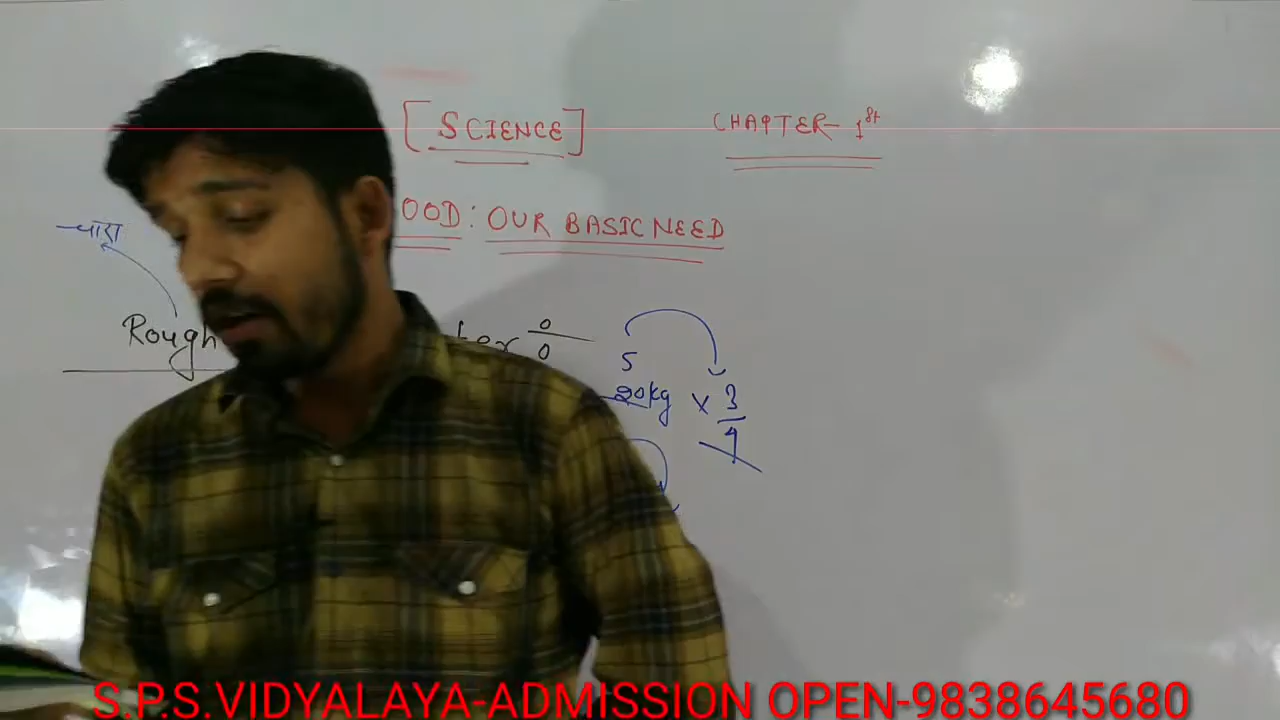 [SCIENCE] CHAPTER- 1st
OOD: OUR BASIC NEED
चारा
Rough
5
20kg × 3/4
S.P.S.VIDYALAYA-ADMISSION OPEN-9838645680